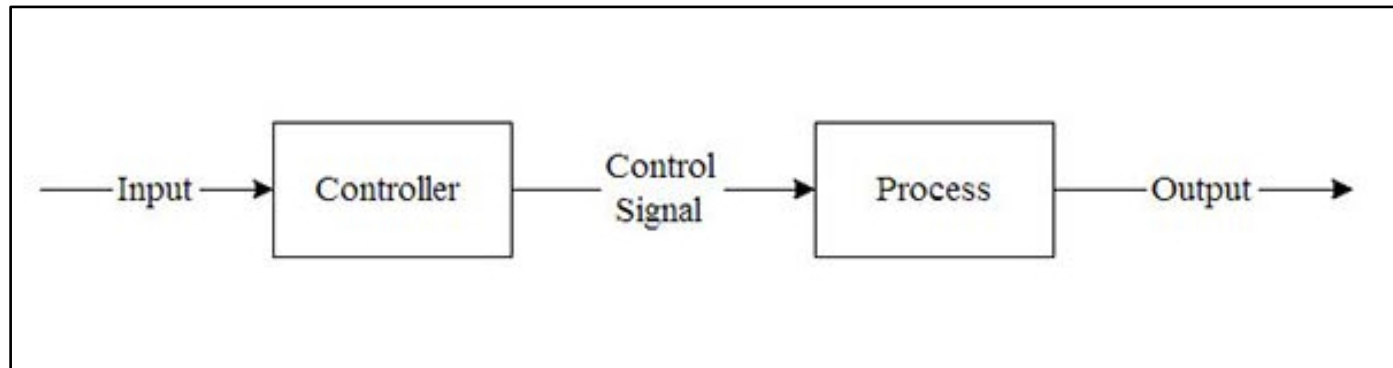 Input
Controller
Control
Signal
Process
Output